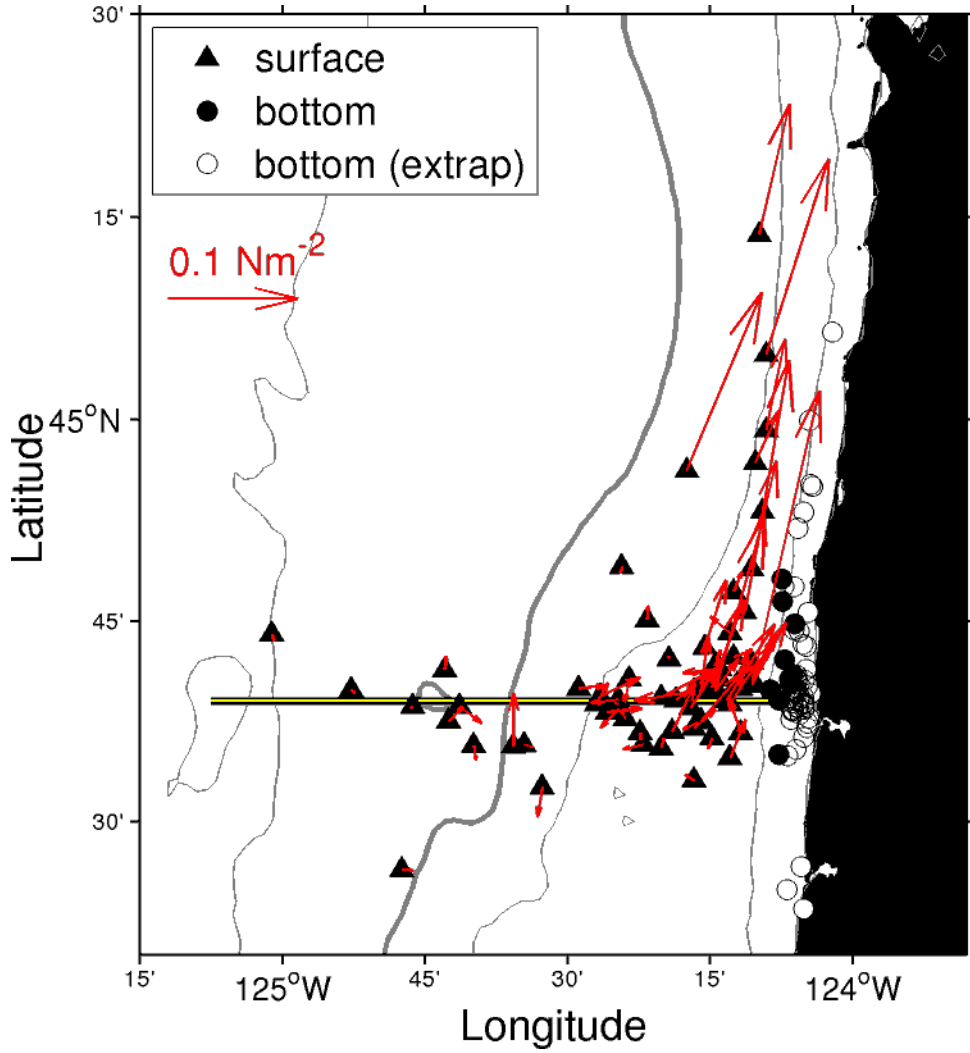 30'
surface
bottom
bottom (extrap)
15'
0.1 Nm⁻²
45°N
Latitude
45'
30'
15'
125°W
45'
30'
15'
124°W
Longitude